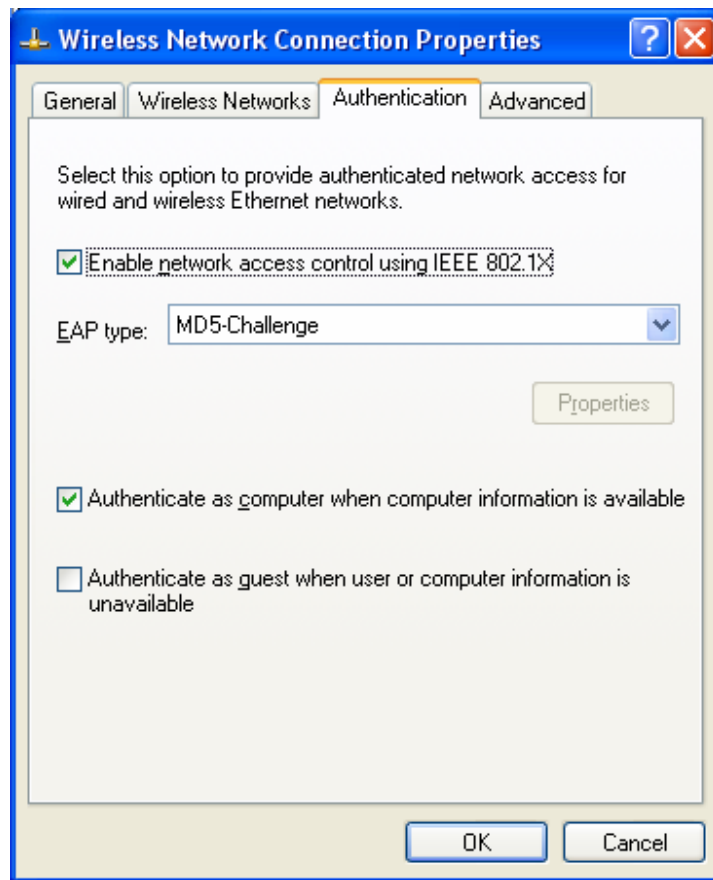 Wireless Network Connection Properties
General Wireless Networks Authentication Advanced
Select this option to provide authenticated network access for
wired and wireless Ethernet networks.
Enable network access control using IEEE 802.1X
EAP type: MD5-Challenge
Properties
Authenticate as computer when computer information is available
Authenticate as guest when user or computer information is
unavailable
OK Cancel